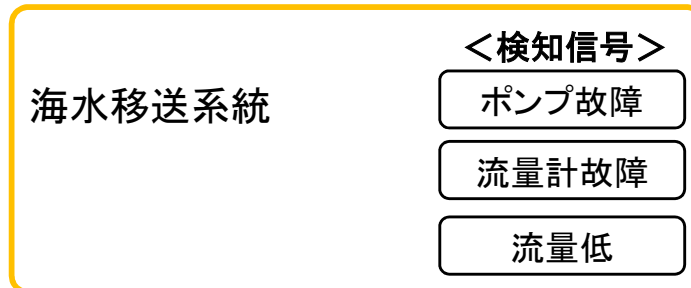 ＜検知信号＞
海水移送系統
ポンプ故障
流量計故障
流量低